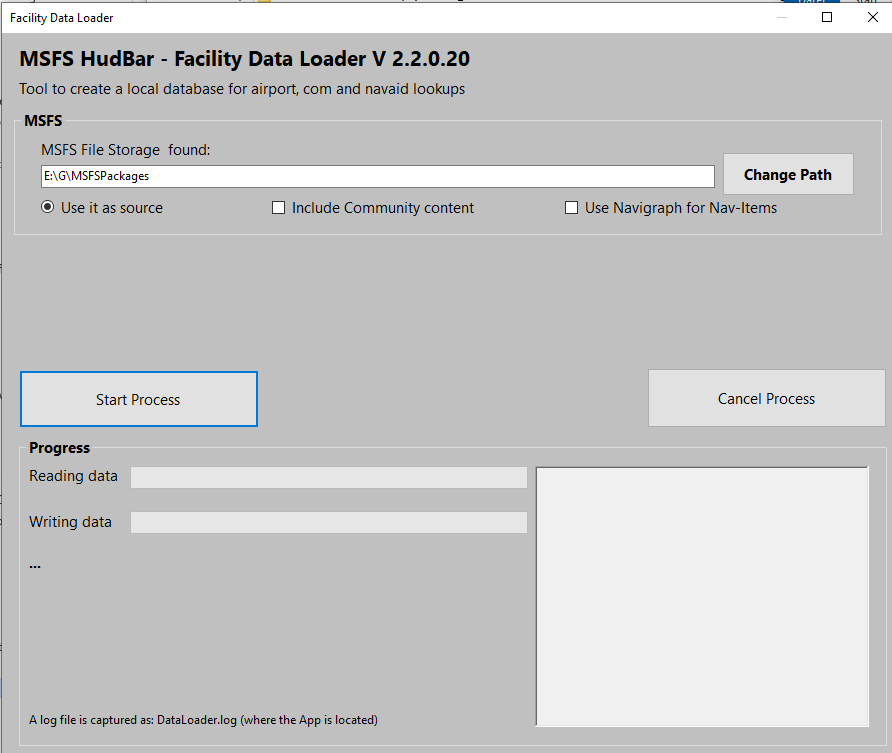 Facility Data Loader
MSFS HudBar - Facility Data Loader V 2.2.0.20
Tool to create a local database for airport, com and navaid lookups
MSFS
MSFS File Storage  found:
E:\G\MSFSPackages
Change Path
Use it as source
Include Community content
Use Navigraph for Nav-Items
Start Process
Cancel Process
Progress
Reading data
Writing data
...
A log file is captured as: DataLoader.log (where the App is located)